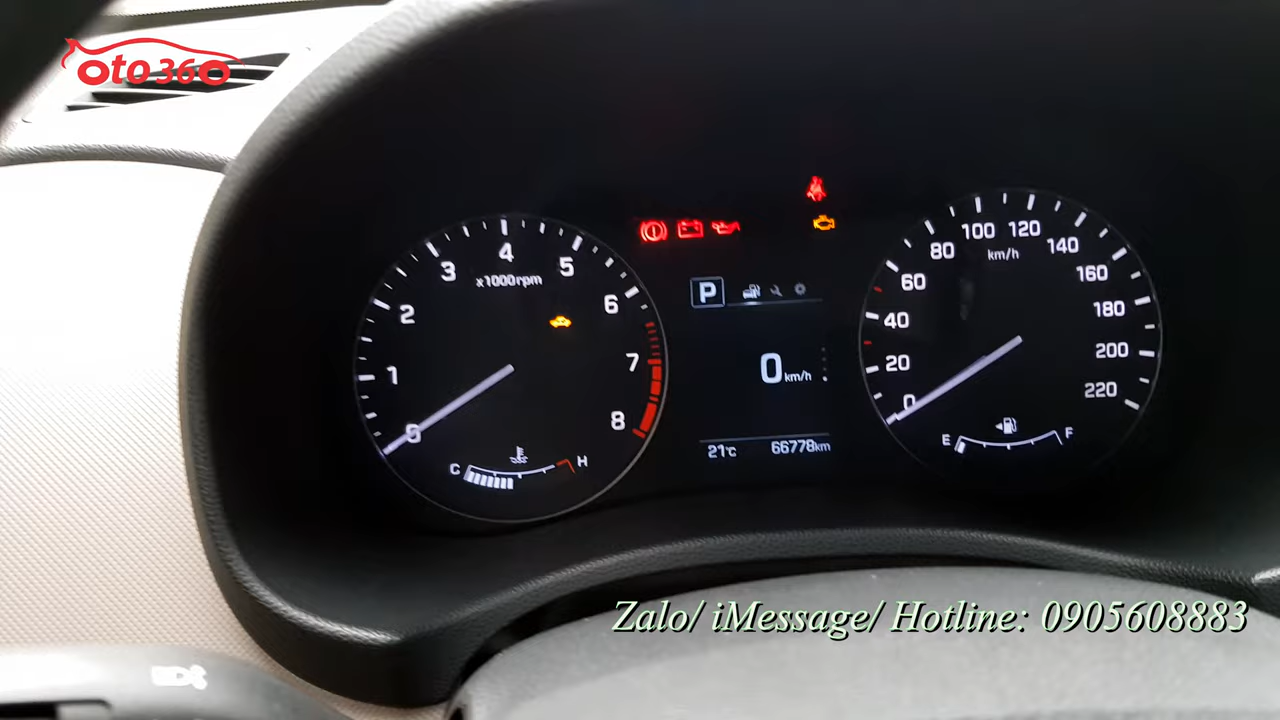 oto360
4
3
5
x1000rpm
2
6
1
7
0
8
C
H
P
0 km/h
21°C
66778km
100
120
80
km/h
140
60
160
40
180
20
200
0
220
E
F
Zalo/ iMessage/ Hotline: 0905608883